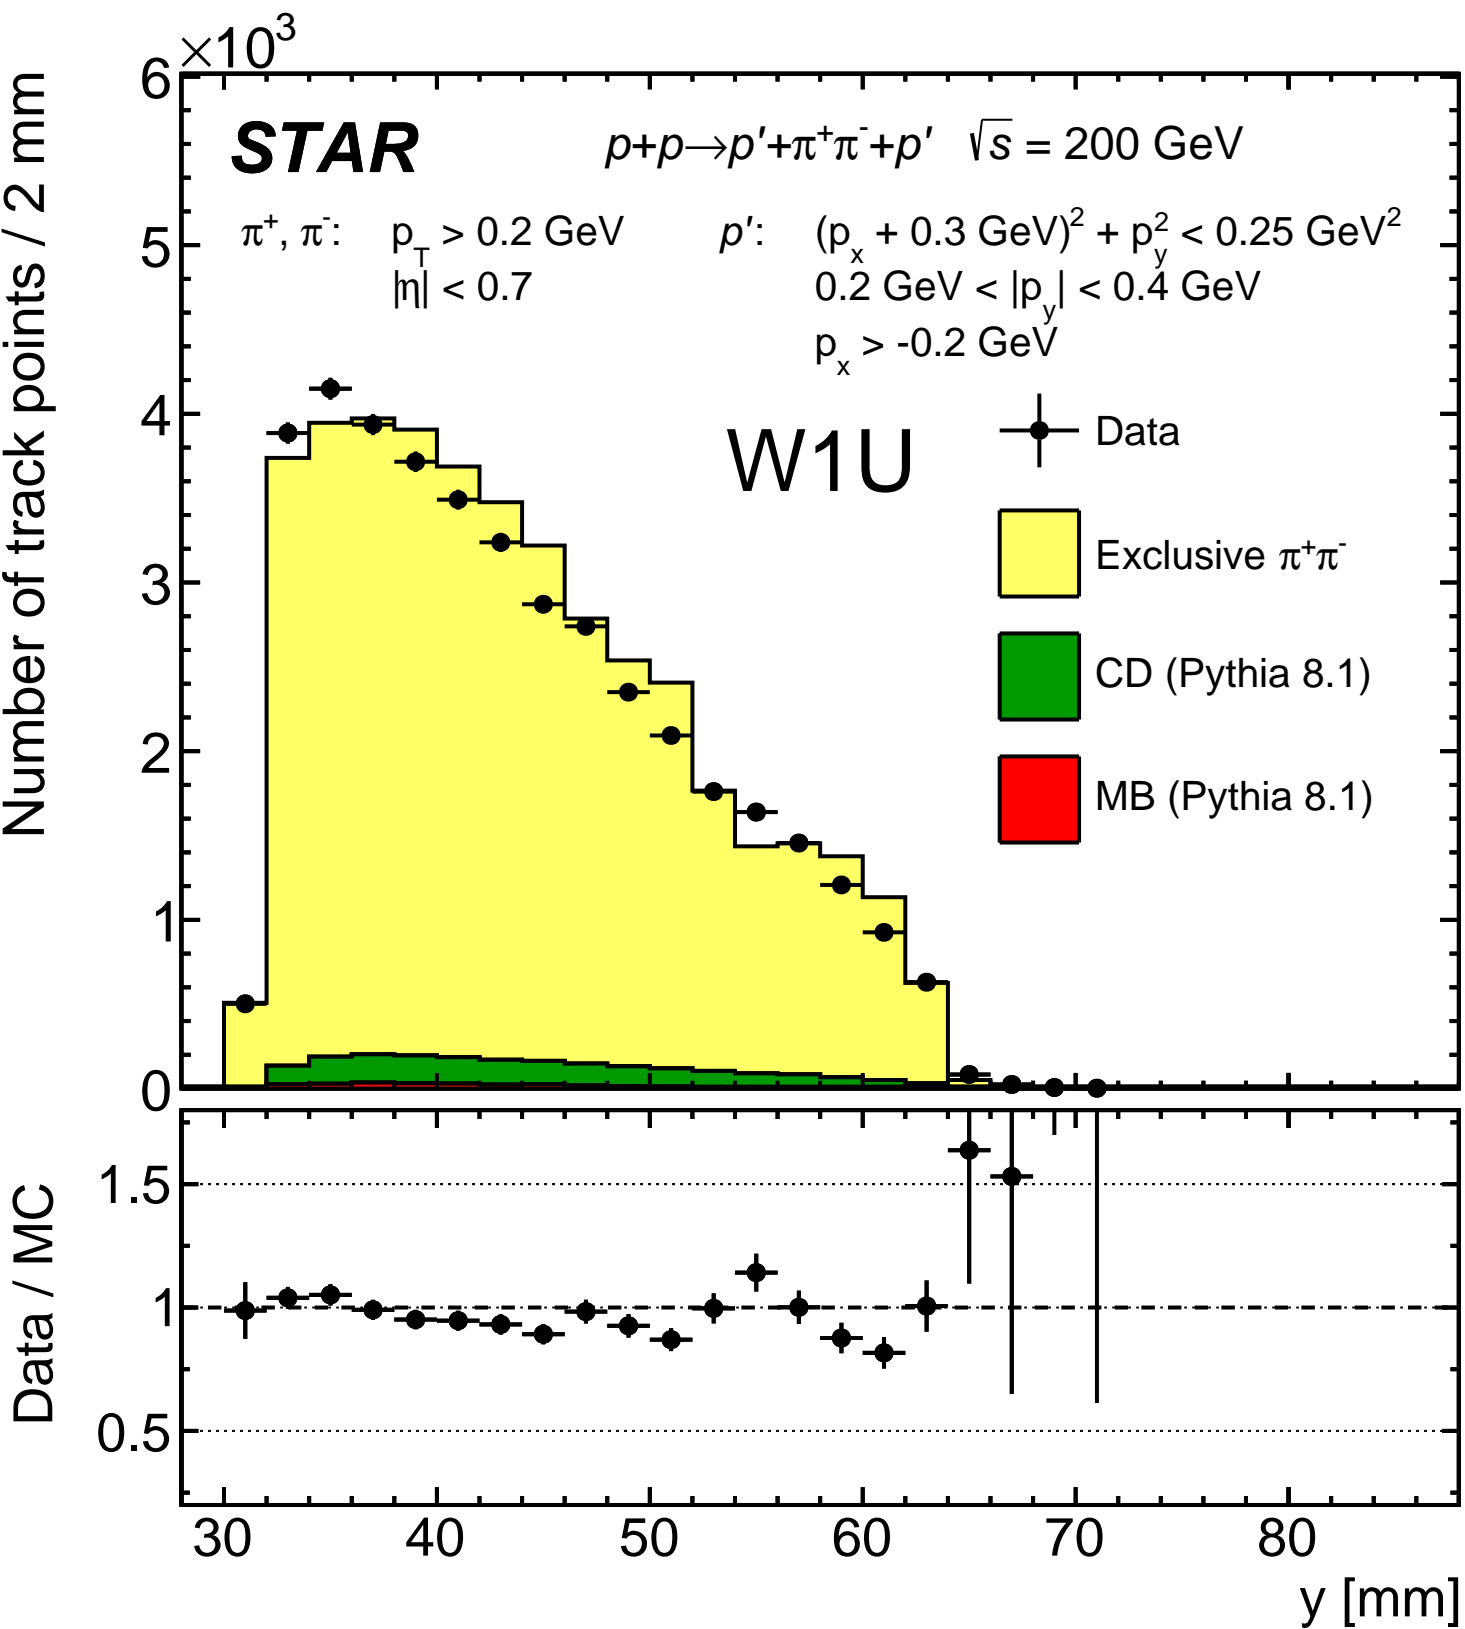 ×10³
Number of track points / 2 mm
6
5
4
3
2
1
0
STAR
p+p→p′+π⁺π⁻+p′ √s = 200 GeV
π⁺, π⁻: p_T > 0.2 GeV p′: (p_x + 0.3 GeV)² + p_y² < 0.25 GeV²
|η| < 0.7 0.2 GeV < |p_y| < 0.4 GeV
p_x > -0.2 GeV
W1U
Data
Exclusive π⁺π⁻
CD (Pythia 8.1)
MB (Pythia 8.1)
Data / MC
1.5
1
0.5
30 40 50 60 70 80
y [mm]